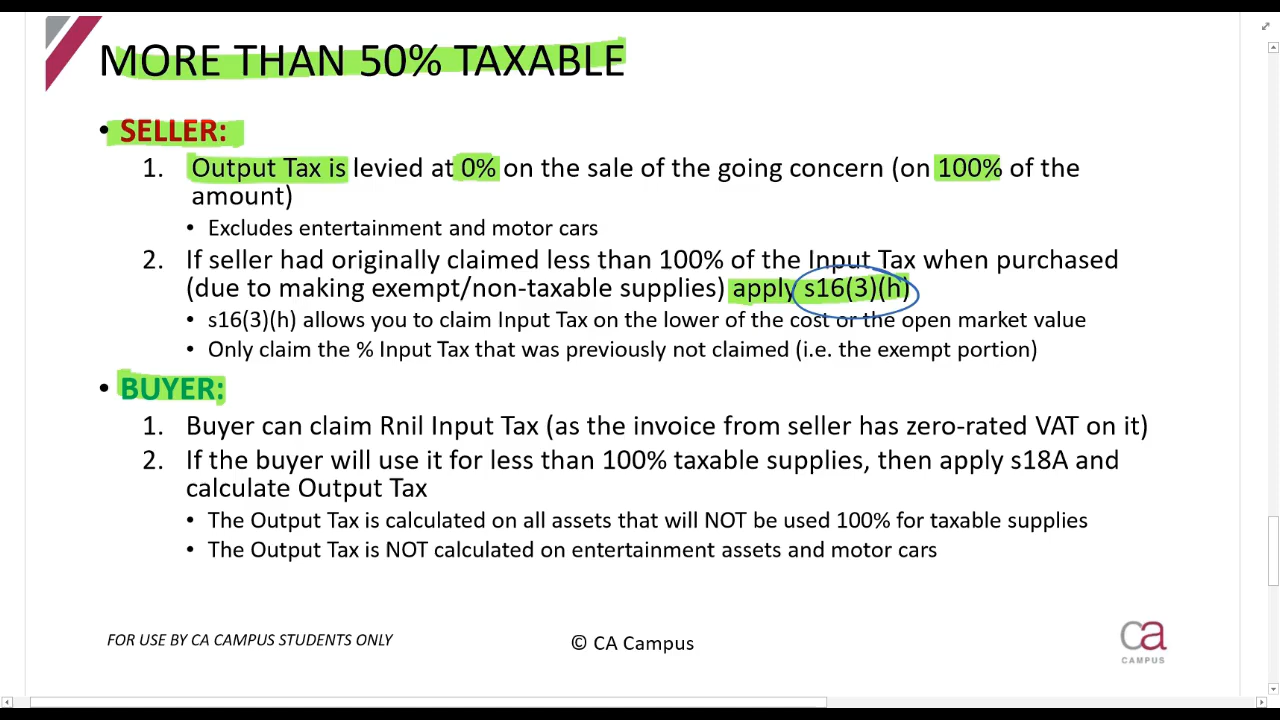 MORE THAN 50% TAXABLE
• SELLER:
1. Output Tax is levied at 0% on the sale of the going concern (on 100% of the
amount)
• Excludes entertainment and motor cars
2. If seller had originally claimed less than 100% of the Input Tax when purchased
(due to making exempt/non-taxable supplies) apply s16(3)(h)
• s16(3)(h) allows you to claim Input Tax on the lower of the cost or the open market value
• Only claim the % Input Tax that was previously not claimed (i.e. the exempt portion)
• BUYER:
1. Buyer can claim Rnil Input Tax (as the invoice from seller has zero-rated VAT on it)
2. If the buyer will use it for less than 100% taxable supplies, then apply s18A and
calculate Output Tax
• The Output Tax is calculated on all assets that will NOT be used 100% for taxable supplies
• The Output Tax is NOT calculated on entertainment assets and motor cars
FOR USE BY CA CAMPUS STUDENTS ONLY
© CA Campus
ca
CAMPUS